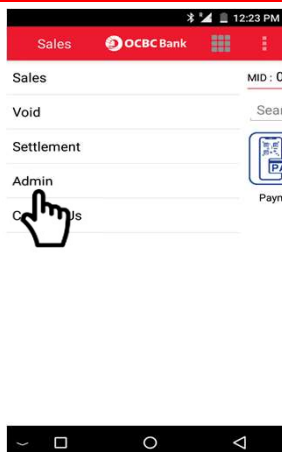 12:23 PM
Sales OCBC Bank
Sales
MID : 0
Void
Sear
Settlement
Admin
Paym